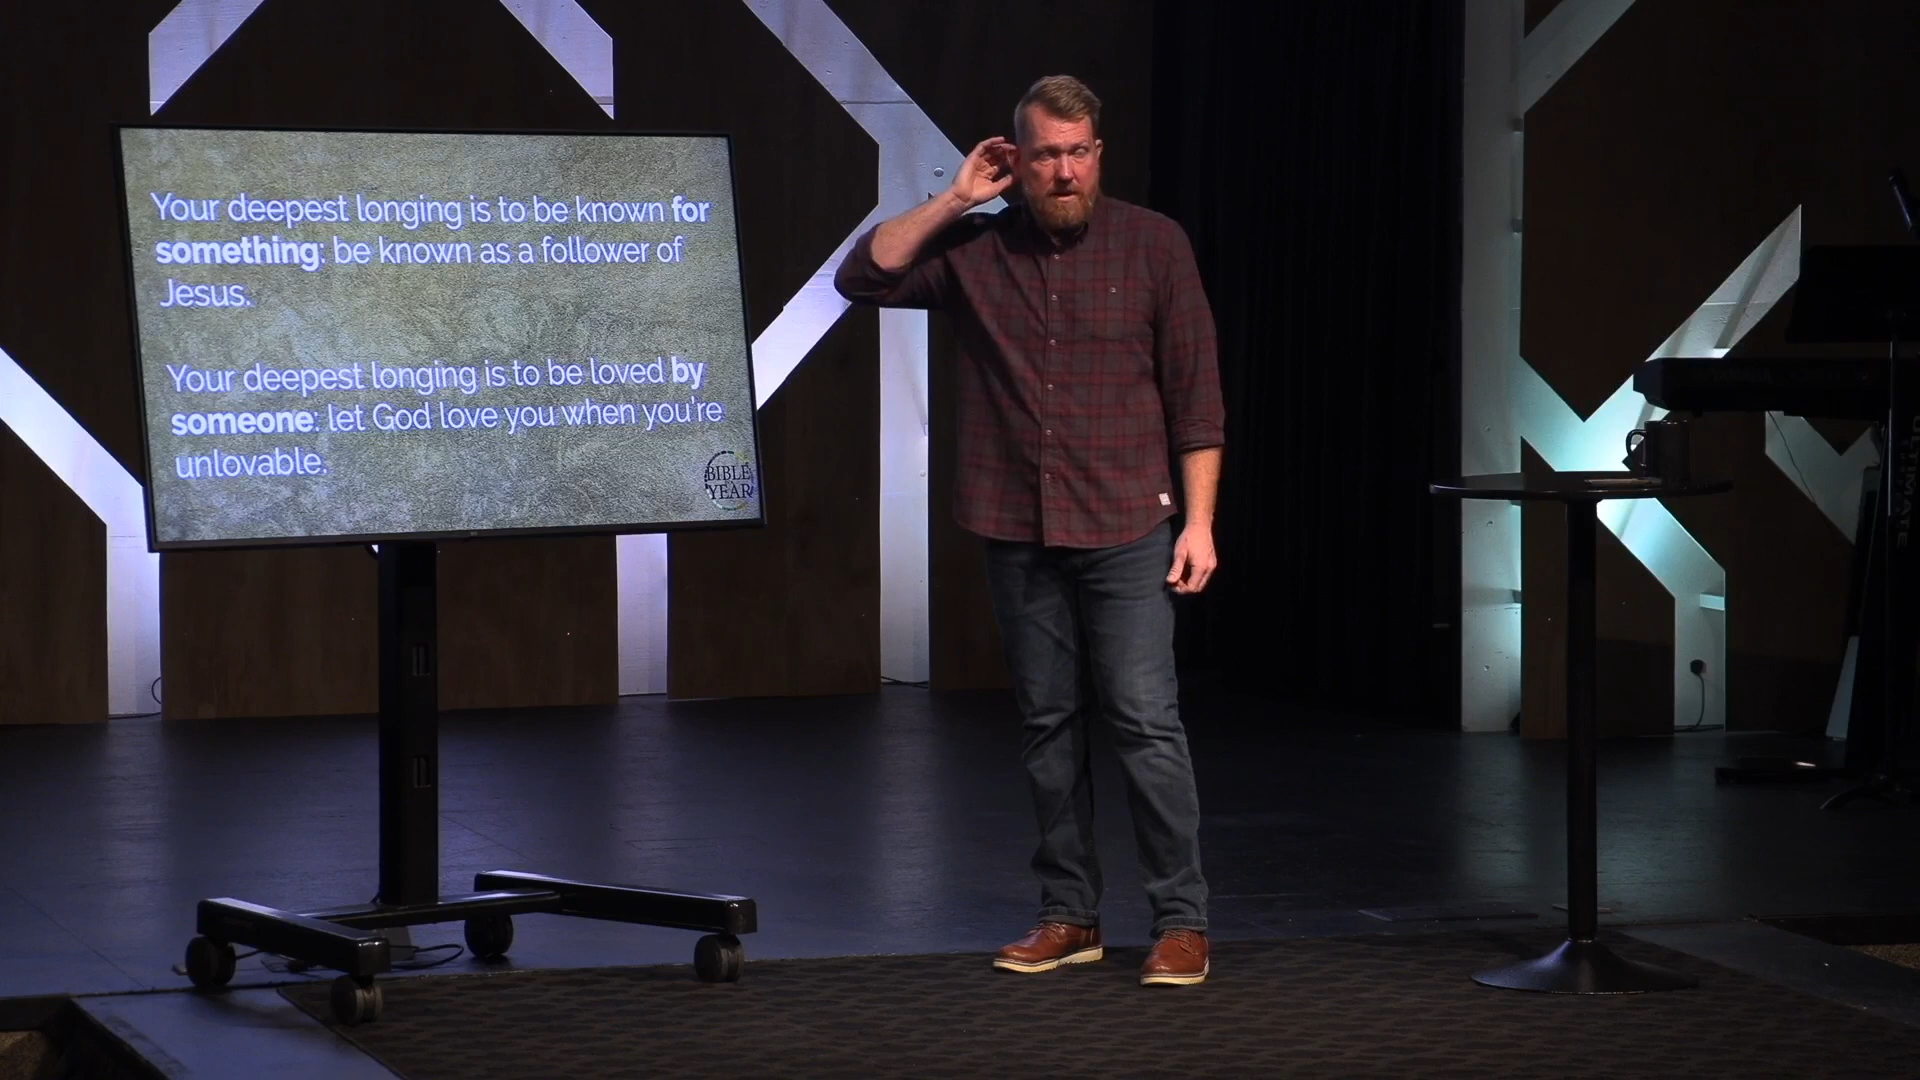 Your deepest longing is to be known for
something: be known as a follower of
Jesus.
Your deepest longing is to be loved by
someone: let God love you when you're
unlovable.
BIBLE
YEAR
ULTIMATE